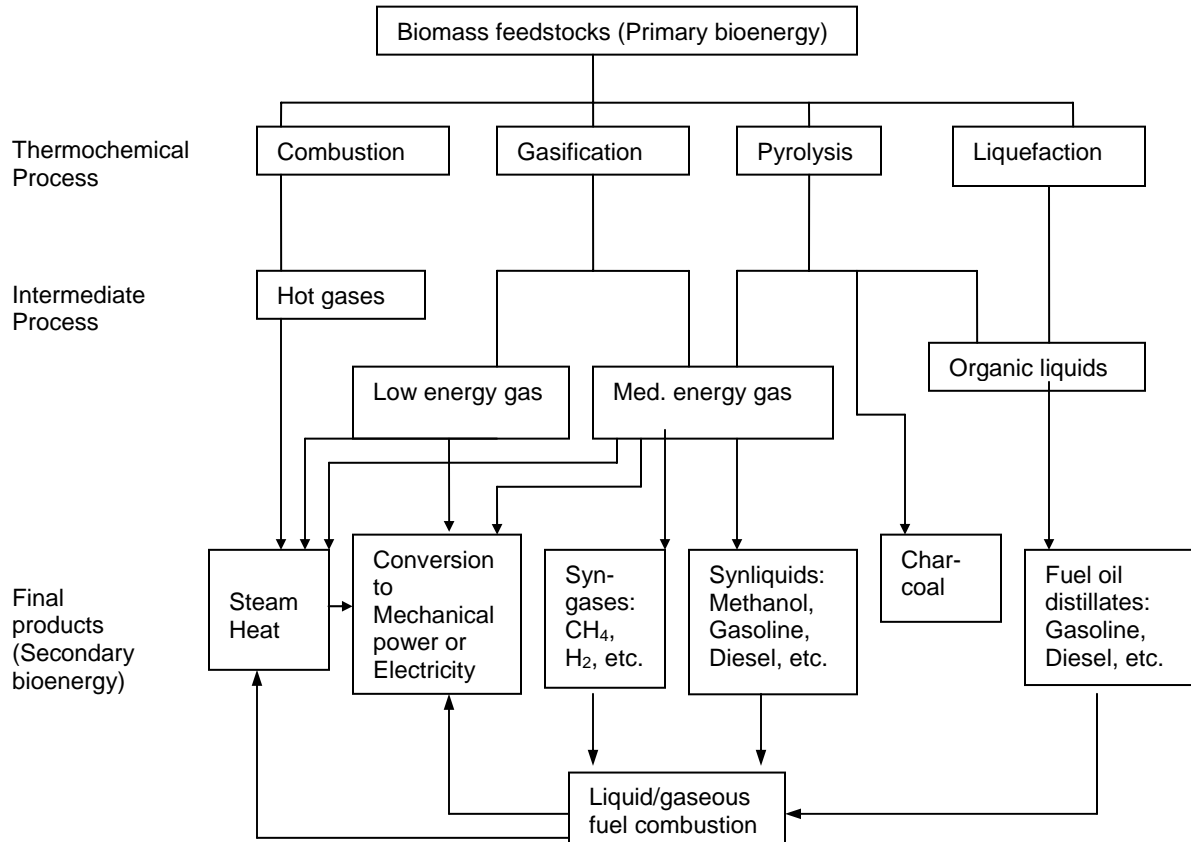 Biomass feedstocks (Primary bioenergy)
Thermochemical
Process
Combustion
Gasification
Pyrolysis
Liquefaction
Intermediate
Process
Hot gases
Low energy gas
Med. energy gas
Organic liquids
Final
products
(Secondary
bioenergy)
Steam
Heat
Conversion
to
Mechanical
power or
Electricity
Syn-
gases:
CH₄,
H₂, etc.
Synliquids:
Methanol,
Gasoline,
Diesel, etc.
Char-
coal
Fuel oil
distillates:
Gasoline,
Diesel, etc.
Liquid/gaseous
fuel combustion